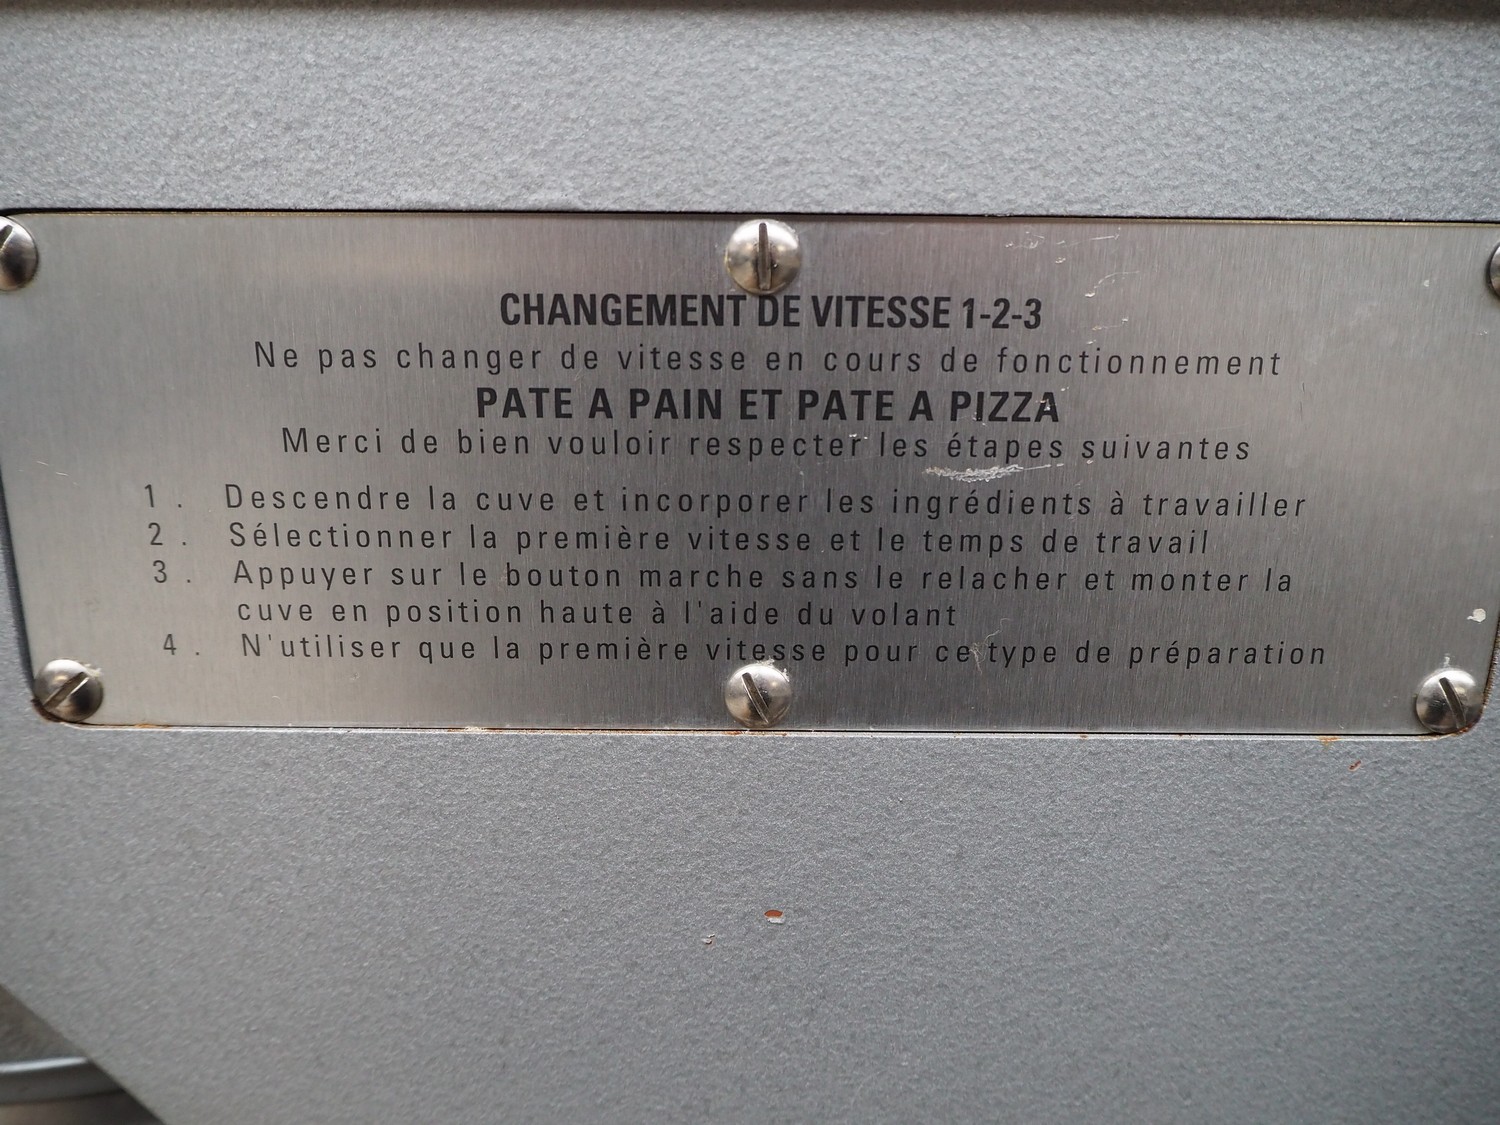 CHANGEMENT DE VITESSE 1-2-3
Ne pas changer de vitesse en cours de fonctionnement
PATE A PAIN ET PATE A PIZZA
Merci de bien vouloir respecter les étapes suivantes
1 . Descendre la cuve et incorporer les ingrédients à travailler
2 . Sélectionner la première vitesse et le temps de travail
3 . Appuyer sur le bouton marche sans le relacher et monter la
cuve en position haute à l'aide du volant
4 . N'utiliser que la première vitesse pour ce type de préparation